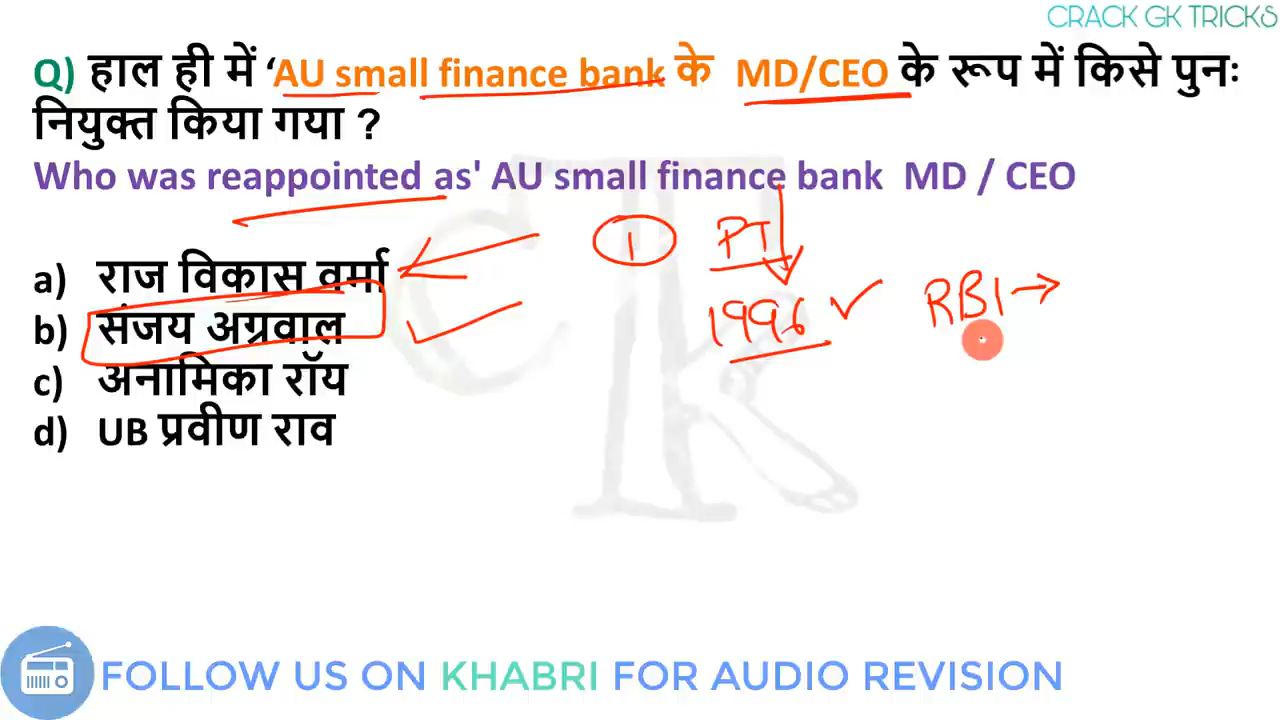 CRACK GK TRICKS
Q) हाल ही में ‘AU small finance bank के MD/CEO के रूप में किसे पुनः
नियुक्त किया गया ?
Who was reappointed as' AU small finance bank MD / CEO
1 PT
a) राज विकास वर्मा
1996 RBI
b) संजय अग्रवाल
c) अनामिका रॉय
d) UB प्रवीण राव
FOLLOW US ON KHABRI FOR AUDIO REVISION